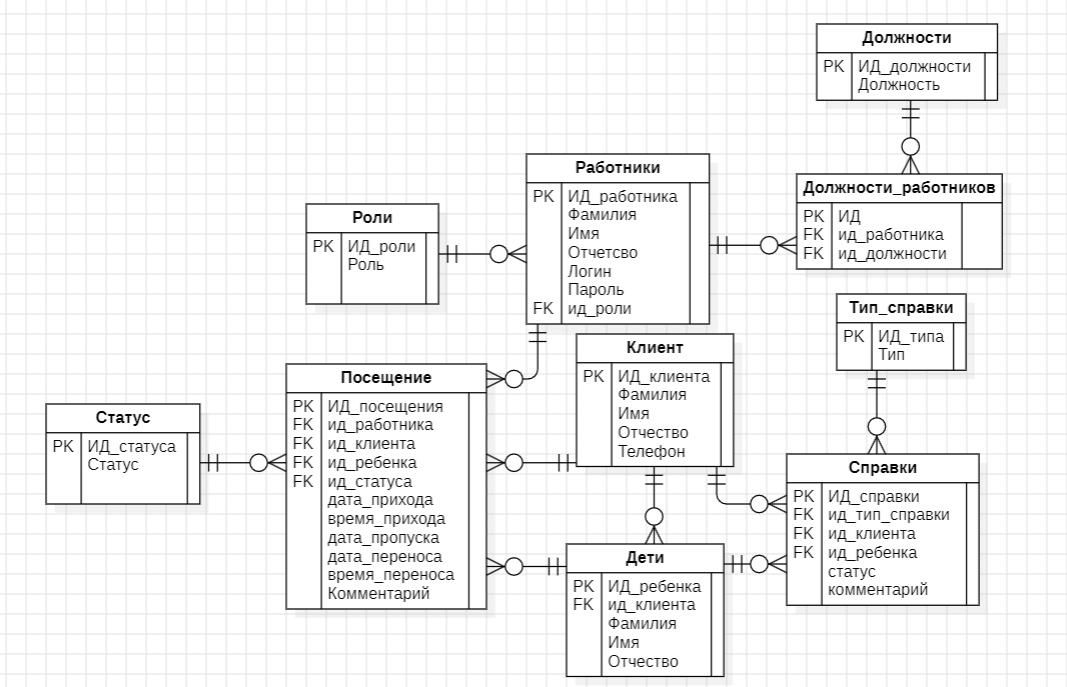 Должности
PK ИД_должности
Должность
Работники
PK ИД_работника
Фамилия
Имя
Отчетсво
Логин
Пароль
FK ид_роли
Должности_работников
PK ИД
FK ид_работника
FK ид_должности
Роли
PK ИД_роли
Роль
Тип_справки
PK ИД_типа
Тип
Клиент
PK ИД_клиента
Фамилия
Имя
Отчество
Телефон
Посещение
PK ИД_посещения
FK ид_работника
FK ид_клиента
FK ид_ребенка
FK ид_статуса
дата_прихода
время_прихода
дата_пропуска
дата_переноса
время_переноса
Комментарий
Статус
PK ИД_статуса
Статус
Справки
PK ИД_справки
FK ид_тип_справки
FK ид_клиента
FK ид_ребенка
статус
комментарий
Дети
PK ИД_ребенка
FK ид_клиента
Фамилия
Имя
Отчество